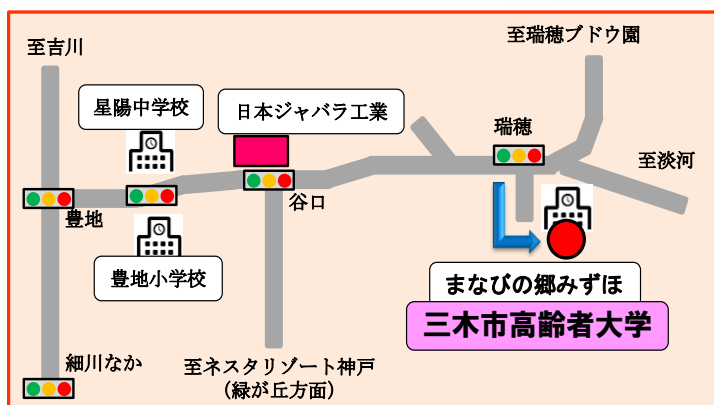 至吉川
至瑞穂ブドウ園
星陽中学校
日本ジャバラ工業
瑞穂
至淡河
豊地
谷口
豊地小学校
まなびの郷みずほ
三木市高齢者大学
細川なか
至ネスタリゾート神戸
（緑が丘方面）